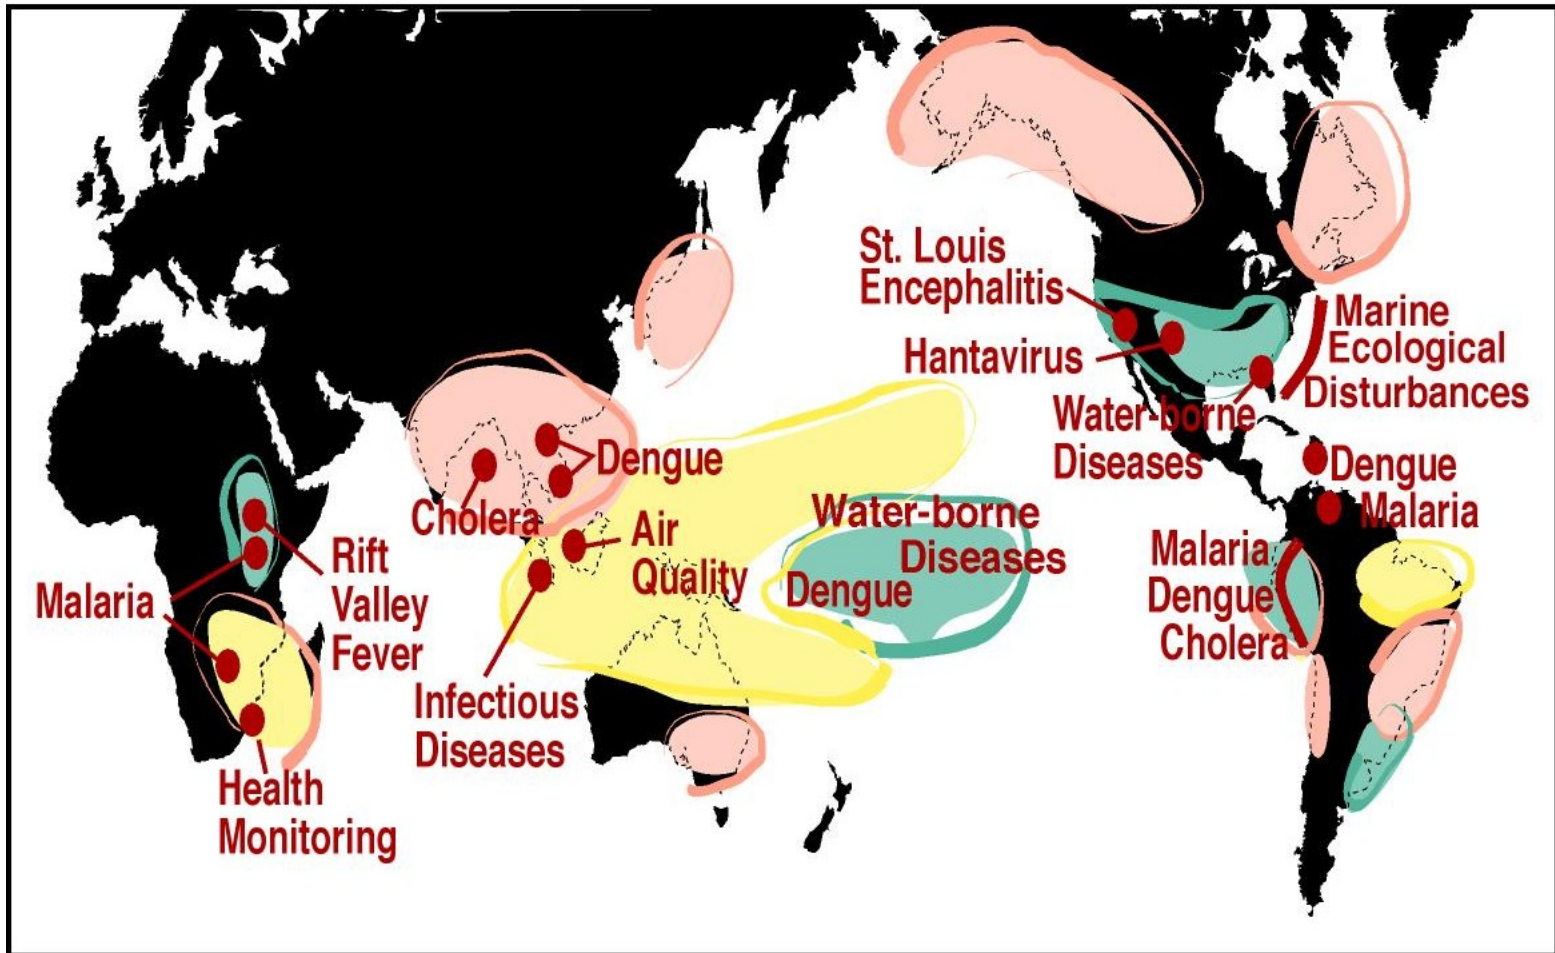 St. Louis
Encephalitis
Hantavirus
Marine
Ecological
Disturbances
Water-borne
Diseases
Dengue
Malaria
Dengue
Cholera
Air
Quality
Water-borne
Diseases
Dengue
Malaria
Dengue
Cholera
Malaria
Rift
Valley
Fever
Infectious
Diseases
Health
Monitoring